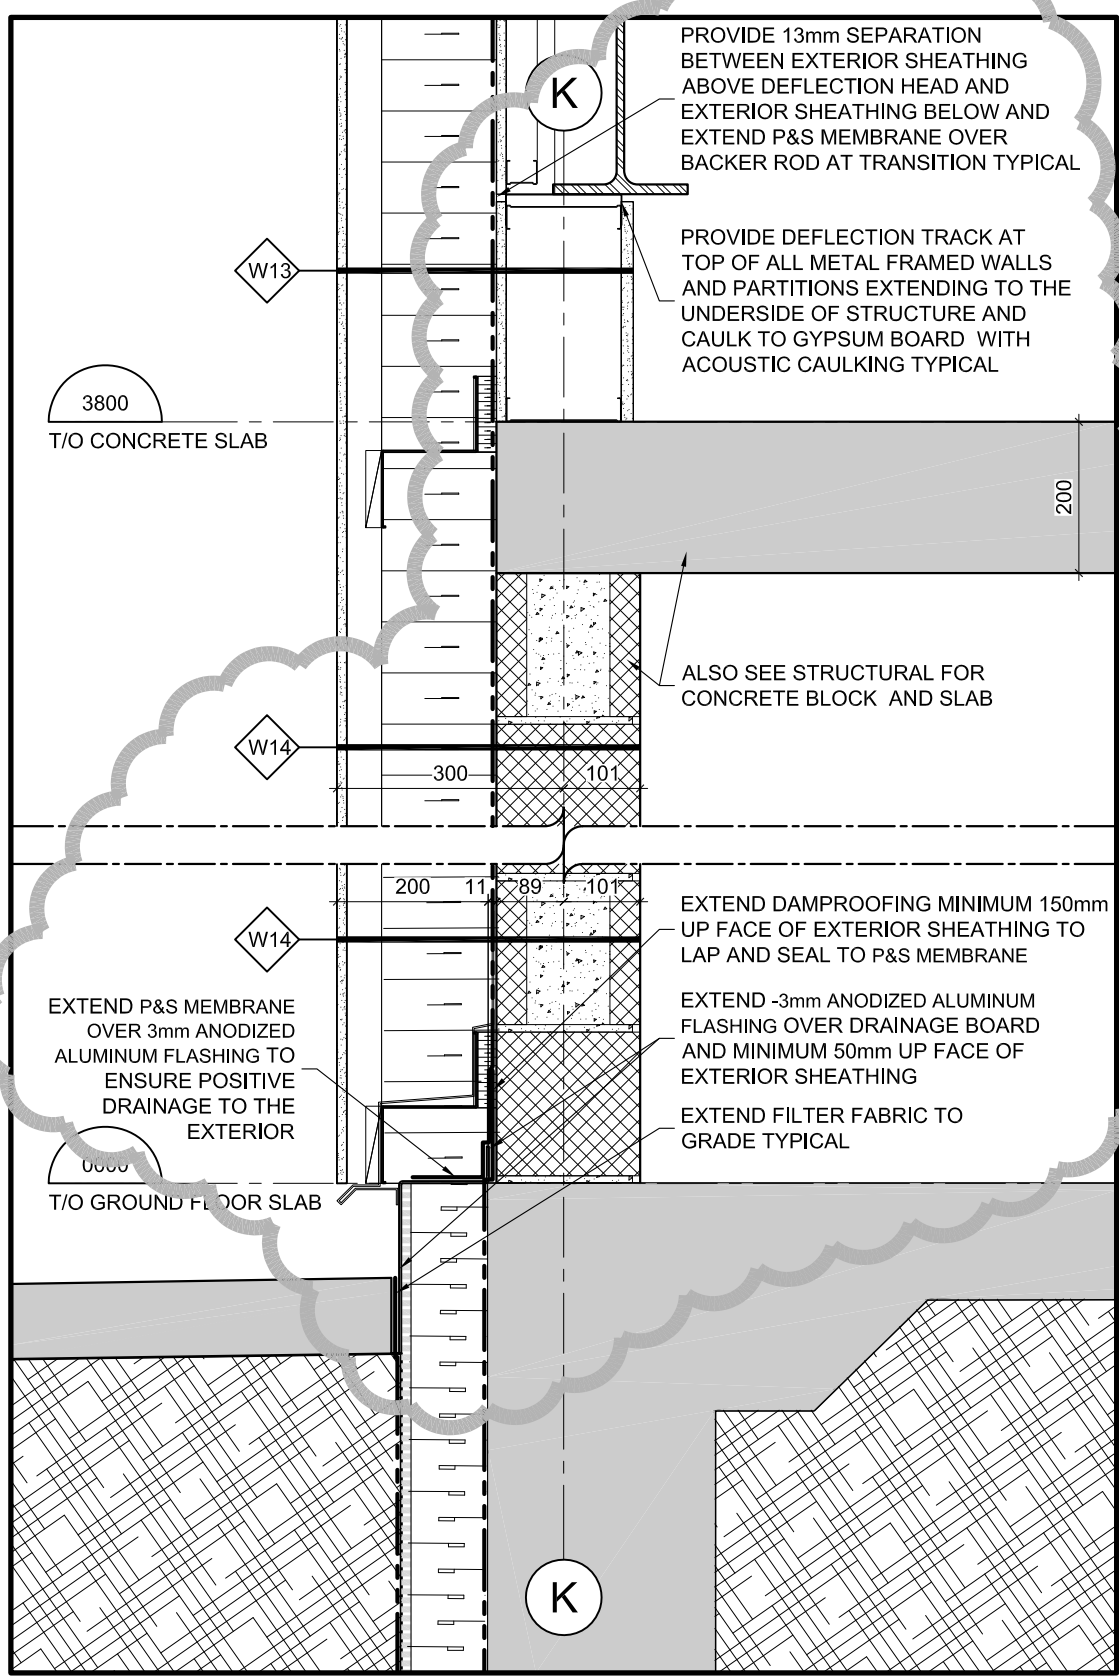 PROVIDE 13mm SEPARATION
BETWEEN EXTERIOR SHEATHING
ABOVE DEFLECTION HEAD AND
EXTERIOR SHEATHING BELOW AND
EXTEND P&S MEMBRANE OVER
BACKER ROD AT TRANSITION TYPICAL
K
PROVIDE DEFLECTION TRACK AT
TOP OF ALL METAL FRAMED WALLS
AND PARTITIONS EXTENDING TO THE
UNDERSIDE OF STRUCTURE AND
CAULK TO GYPSUM BOARD WITH
ACOUSTIC CAULKING TYPICAL
W13
3800
T/O CONCRETE SLAB
200
ALSO SEE STRUCTURAL FOR
CONCRETE BLOCK AND SLAB
W14
300 101
200 11 89 101
W14
EXTEND DAMPROOFING MINIMUM 150mm
UP FACE OF EXTERIOR SHEATHING TO
LAP AND SEAL TO P&S MEMBRANE
EXTEND -3mm ANODIZED ALUMINUM
FLASHING OVER DRAINAGE BOARD
AND MINIMUM 50mm UP FACE OF
EXTERIOR SHEATHING
EXTEND FILTER FABRIC TO
GRADE TYPICAL
EXTEND P&S MEMBRANE
OVER 3mm ANODIZED
ALUMINUM FLASHING TO
ENSURE POSITIVE
DRAINAGE TO THE
EXTERIOR
0000
T/O GROUND FLOOR SLAB
K